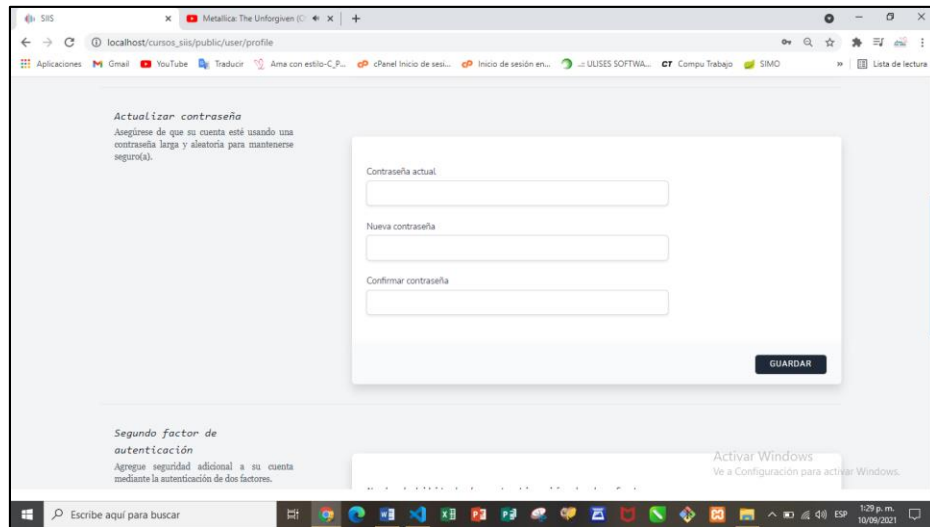 SIIS
Metallica: The Unforgiven (C
localhost/cursos_siis/public/user/profile
Aplicaciones Gmail YouTube Traducir Ama con estilo-C_P... cPanel Inicio de sesi... Inicio de sesión en... .:: ULISES SOFTWA... CT Compu Trabajo SIMO » Lista de lectura
Actualizar contraseña
Asegúrese de que su cuenta esté usando una
contraseña larga y aleatoria para mantenerse
seguro(a).
Contraseña actual
Nueva contraseña
Confirmar contraseña
GUARDAR
Segundo factor de
autenticación
Agregue seguridad adicional a su cuenta
mediante la autenticación de dos factores.
Activar Windows
Ve a Configuración para activar Windows.
Escribe aquí para buscar
ESP
1:29 p. m.
10/09/2021